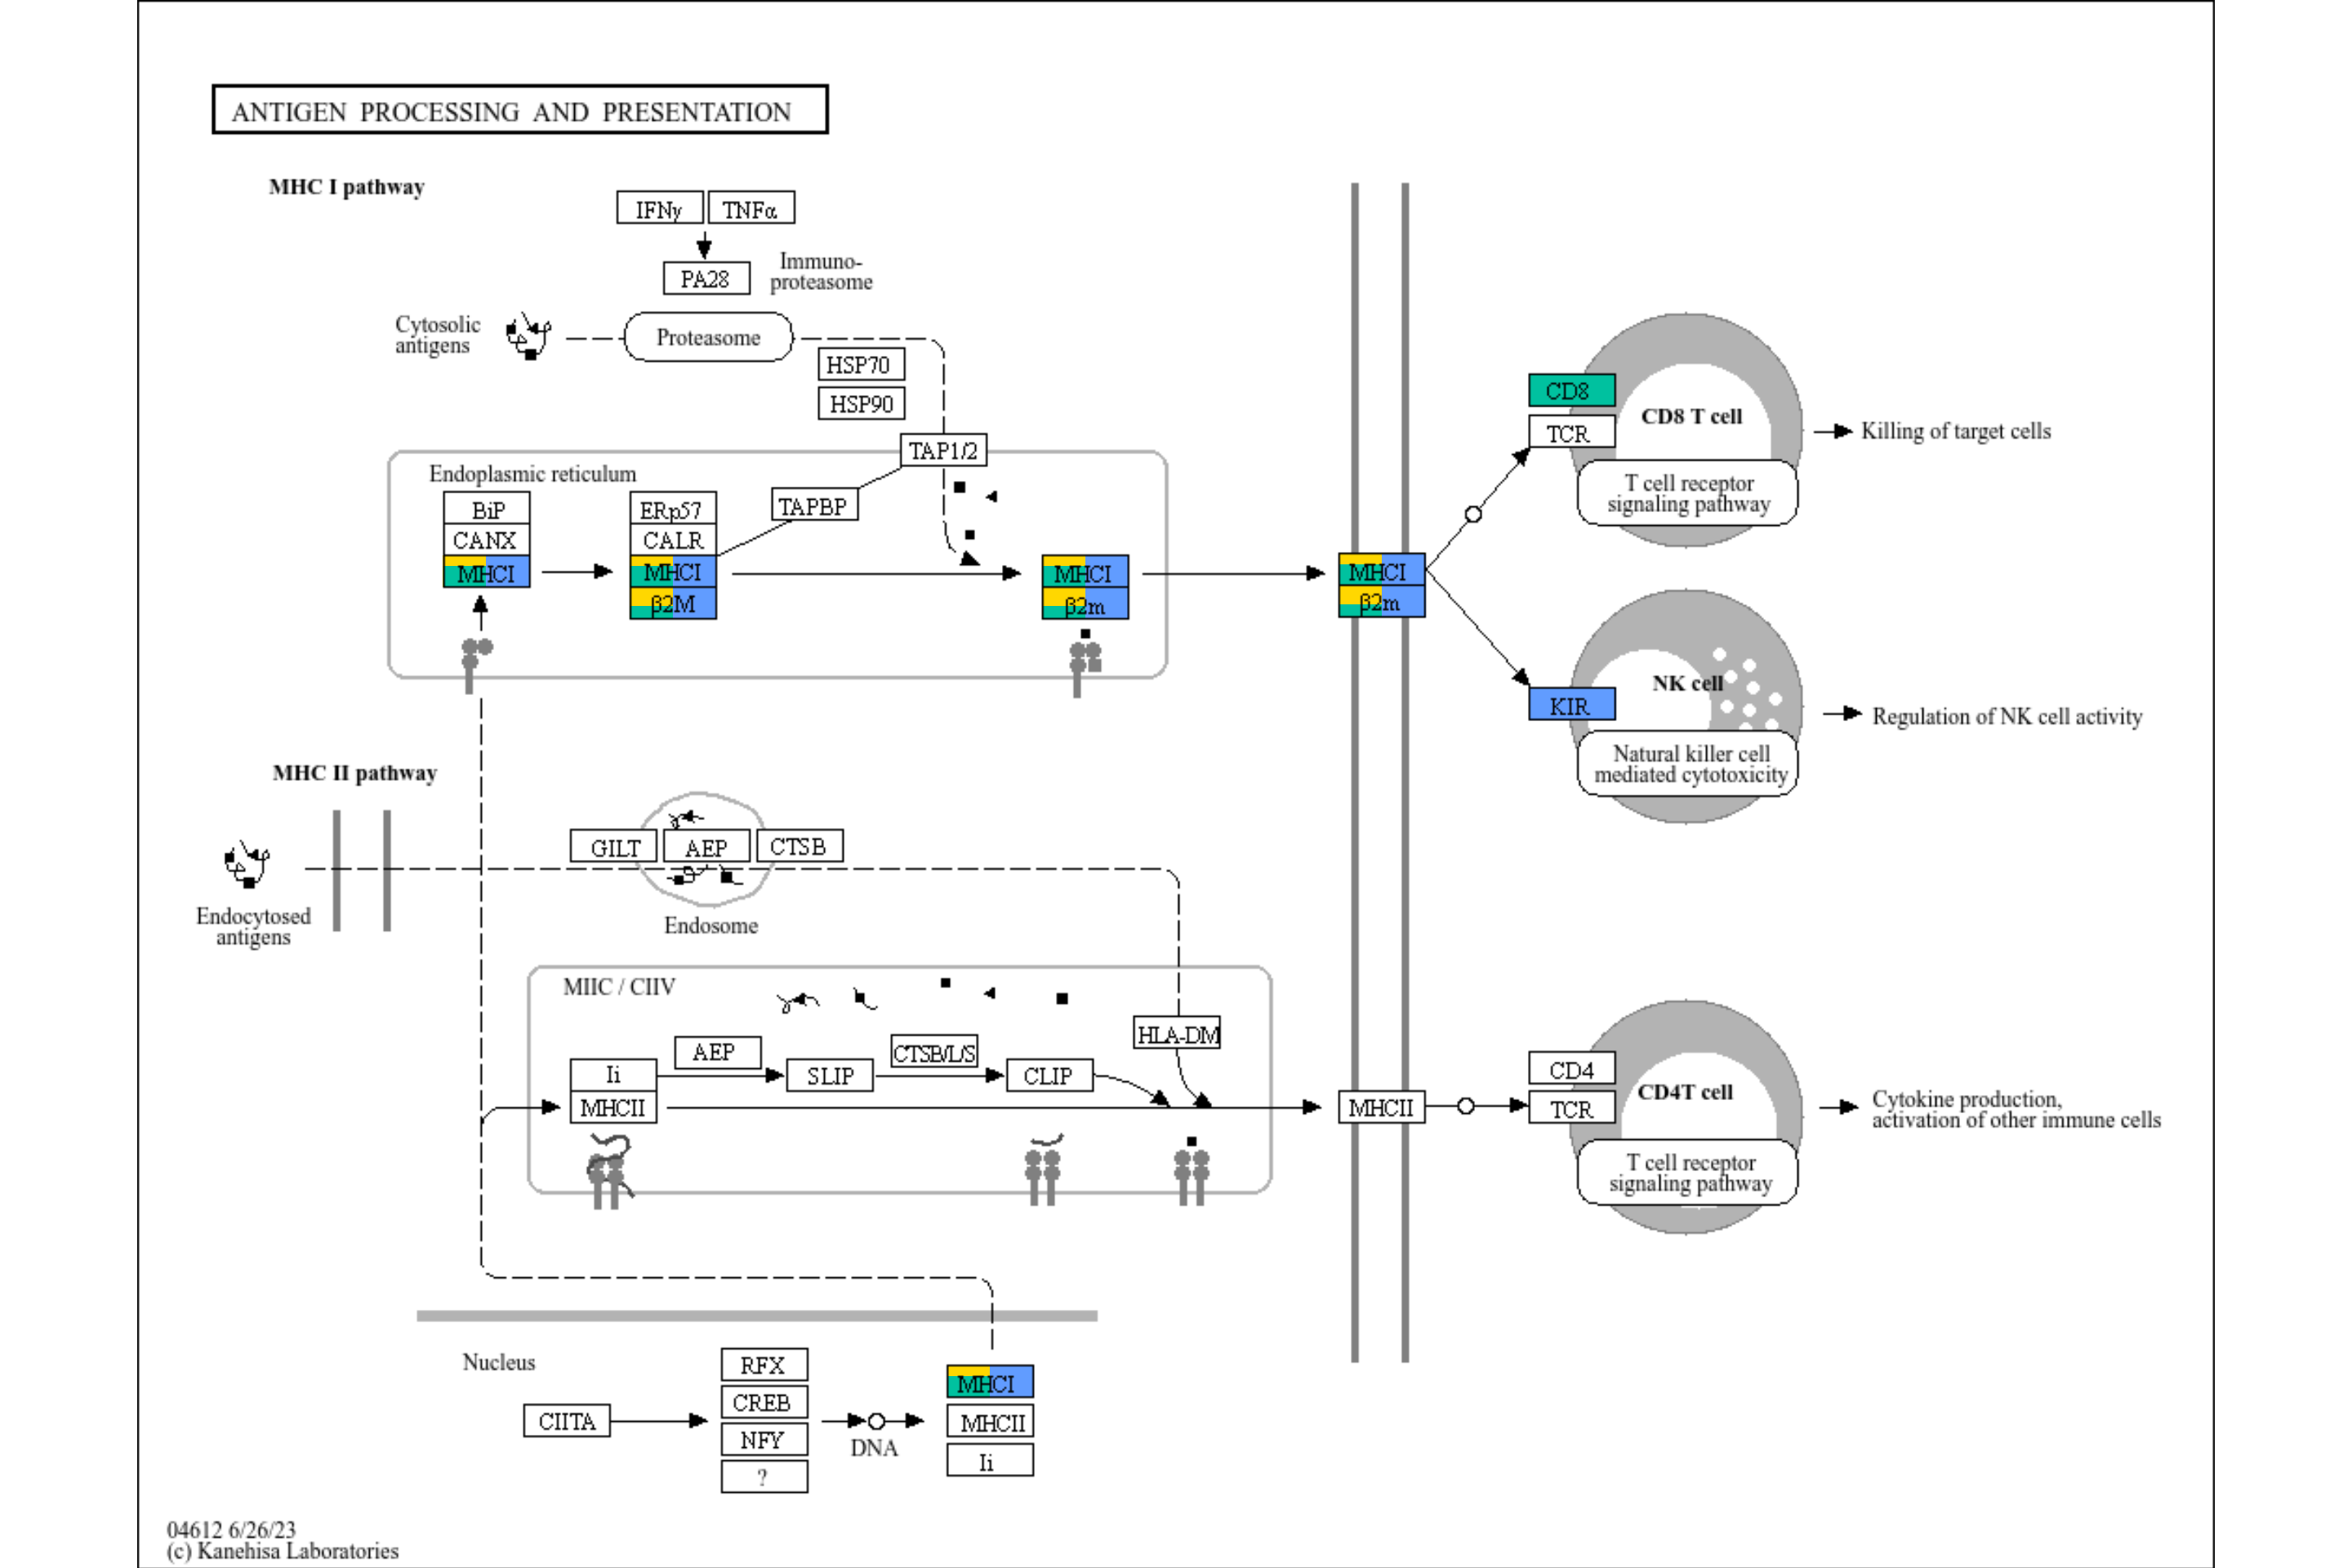 ANTIGEN PROCESSING AND PRESENTATION
MHC I pathway
IFNγ
TNFα
PA28
Immuno-
proteasome
Cytosolic
antigens
Proteasome
HSP70
HSP90
TAP1/2
Endoplasmic reticulum
BiP
CANX
MHCI
ERp57
CALR
MHCI
β2M
TAPBP
MHCI
β2m
MHCI
β2m
CD8
TCR
CD8 T cell
T cell receptor
signaling pathway
Killing of target cells
KIR
NK cell
Natural killer cell
mediated cytotoxicity
Regulation of NK cell activity
MHC II pathway
Endocytosed
antigens
GILT
AEP
CTSB
Endosome
MIIC / CIIV
Ii
MHCII
AEP
SLIP
CTSB/L/S
CLIP
HLA-DM
MHCII
CD4
TCR
CD4T cell
T cell receptor
signaling pathway
Cytokine production,
activation of other immune cells
Nucleus
CIITA
RFX
CREB
NFY
?
DNA
MHCI
MHCII
Ii
04612 6/26/23
(c) Kanehisa Laboratories